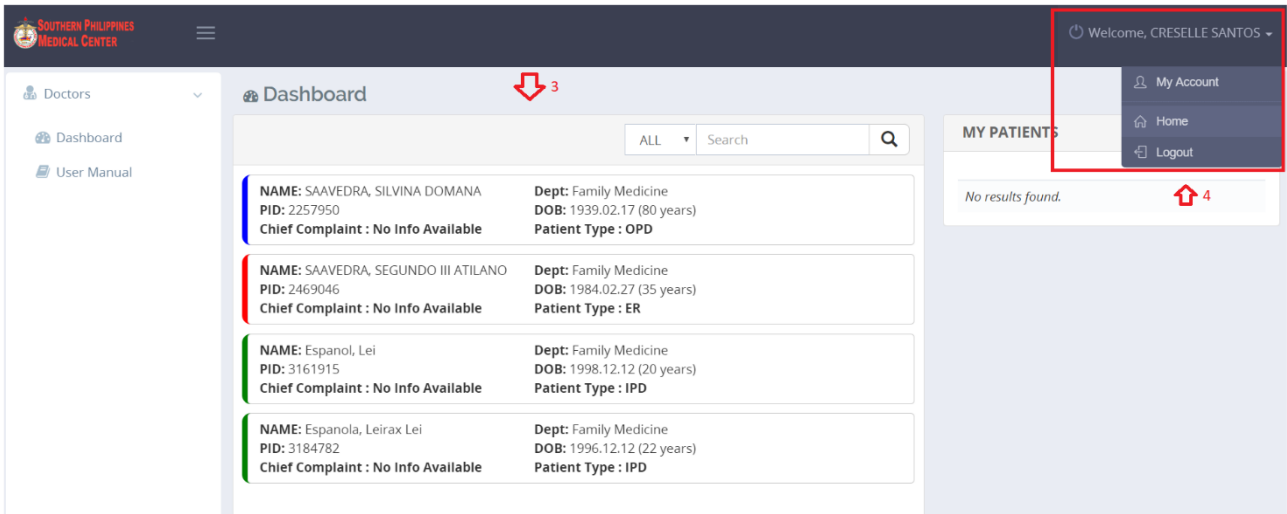 SOUTHERN PHILIPPINES
MEDICAL CENTER
Welcome, CRESELLE SANTOS
My Account
Home
Logout
4
Doctors
Dashboard
User Manual
Dashboard
3
ALL
Search
NAME: SAAVEDRA, SILVINA DOMANA Dept: Family Medicine
PID: 2257950 DOB: 1939.02.17 (80 years)
Chief Complaint : No Info Available Patient Type : OPD
NAME: SAAVEDRA, SEGUNDO III ATILANO Dept: Family Medicine
PID: 2469046 DOB: 1984.02.27 (35 years)
Chief Complaint : No Info Available Patient Type : ER
NAME: Espanol, Lei Dept: Family Medicine
PID: 3161915 DOB: 1998.12.12 (20 years)
Chief Complaint : No Info Available Patient Type : IPD
NAME: Espanola, Leirax Lei Dept: Family Medicine
PID: 3184782 DOB: 1996.12.12 (22 years)
Chief Complaint : No Info Available Patient Type : IPD
MY PATIENTS
No results found.